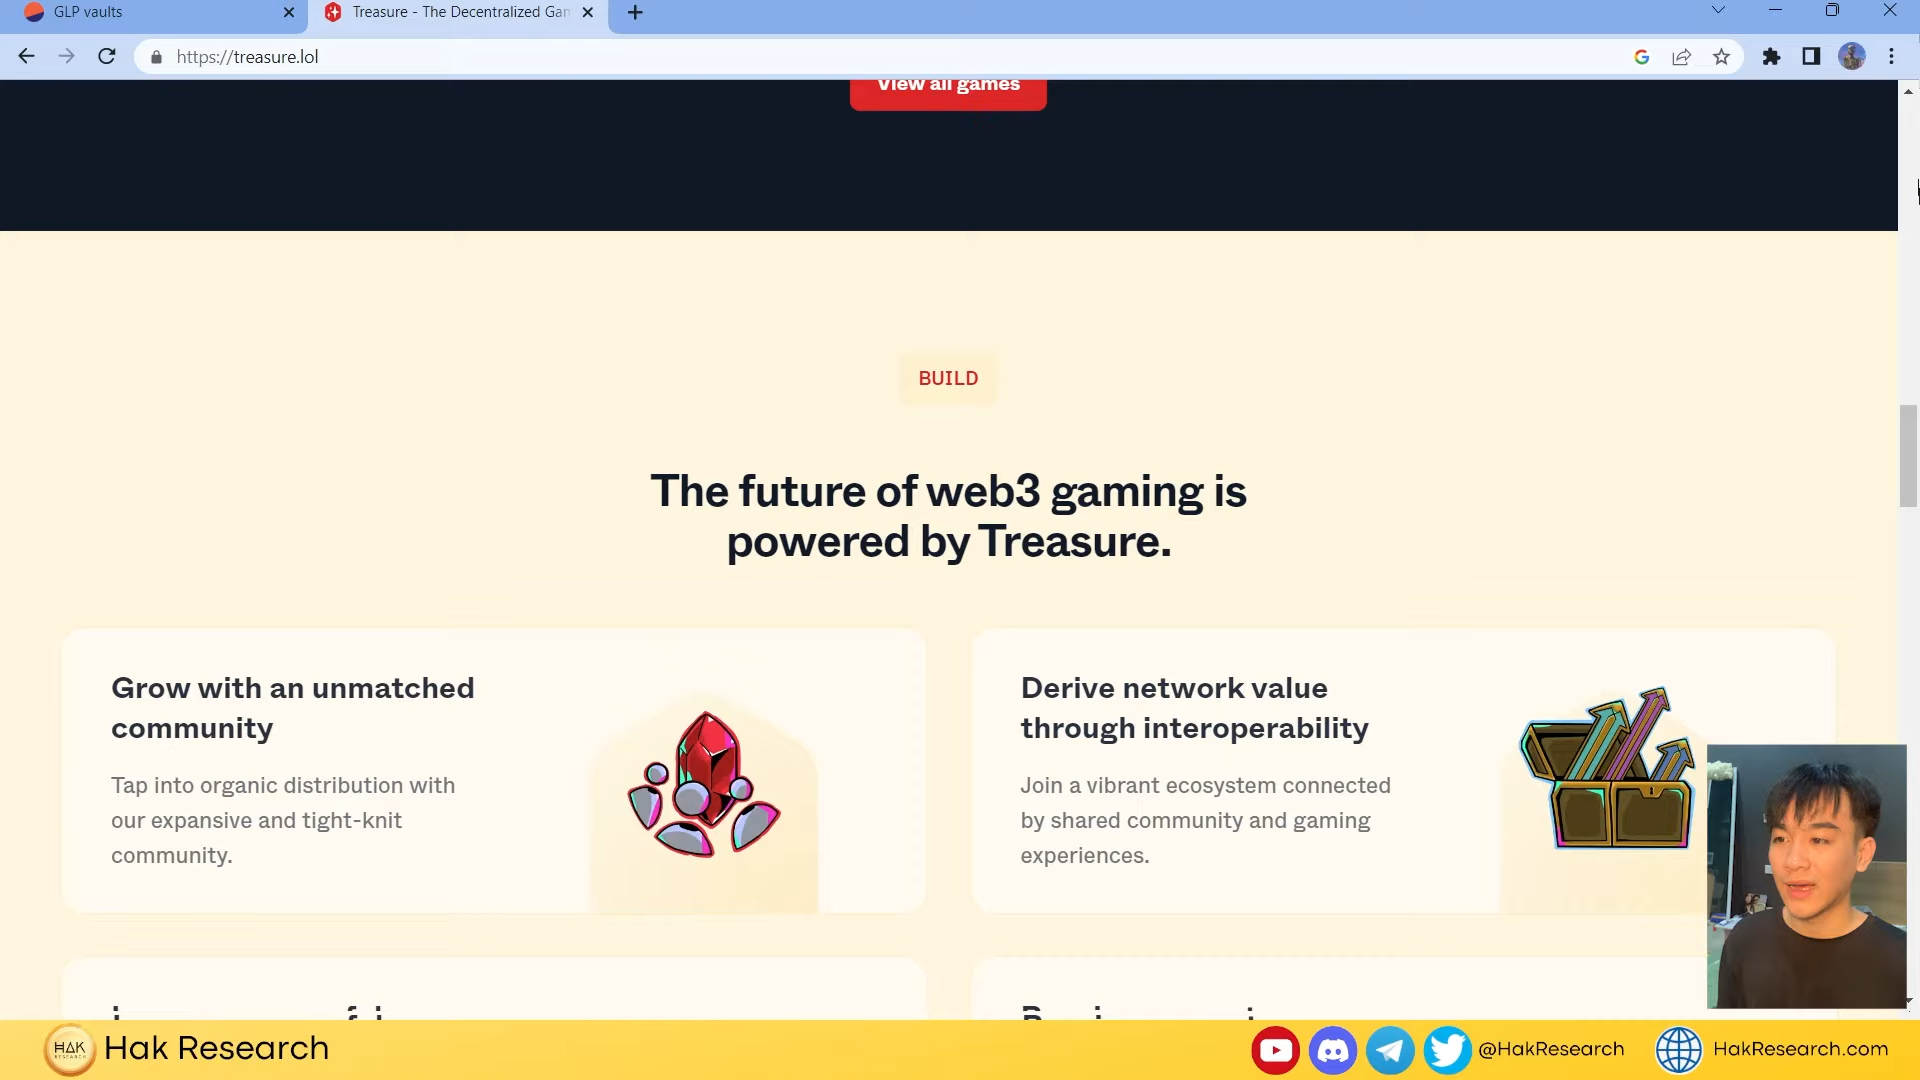 GLP vaults
Treasure - The Decentralized Gan
https://treasure.lol
View all games
BUILD
The future of web3 gaming is
powered by Treasure.
Grow with an unmatched
community
Tap into organic distribution with
our expansive and tight-knit
community.
Derive network value
through interoperability
Join a vibrant ecosystem connected
by shared community and gaming
experiences.
HAK
RESEARCH
Hak Research
@HakResearch
HakResearch.com